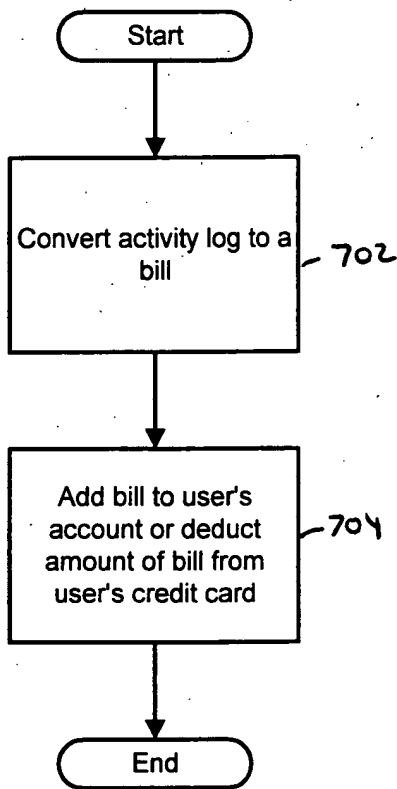 Start
Convert activity log to a
bill
702
Add bill to user's
account or deduct
amount of bill from
user's credit card
704
End